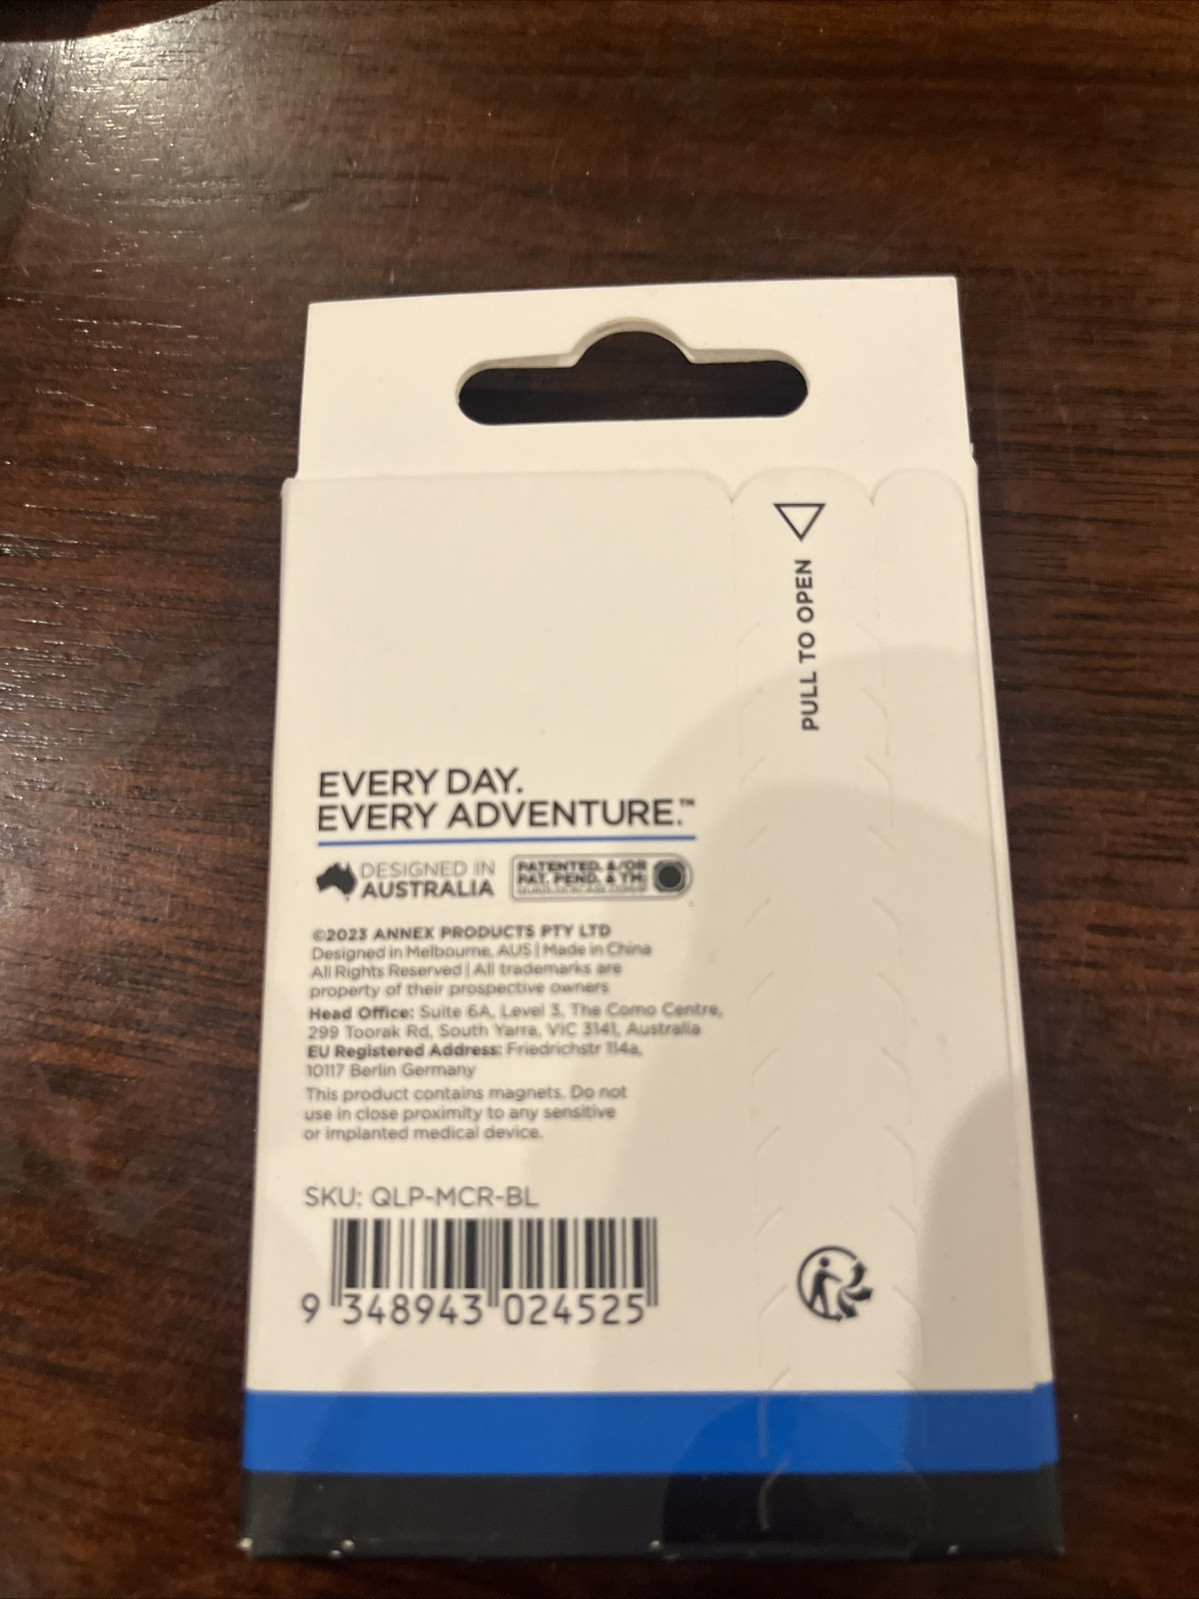 PULL TO OPEN
EVERY DAY.
EVERY ADVENTURE.™
DESIGNED IN
AUSTRALIA
PATENTED, &/OR
PAT. PEND. & TM:
©2023 ANNEX PRODUCTS PTY LTD
Designed in Melbourne, AUS | Made in China
All Rights Reserved | All trademarks are
property of their prospective owners
Head Office: Suite 6A, Level 3, The Como Centre,
299 Toorak Rd, South Yarra, VIC 3141, Australia
EU Registered Address: Friedrichstr 114a,
10117 Berlin Germany
This product contains magnets. Do not
use in close proximity to any sensitive
or implanted medical device.
SKU: QLP-MCR-BL
9 348943 024525